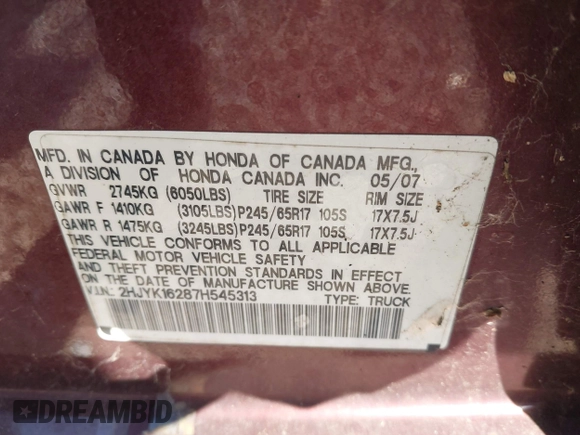 MFD. IN CANADA BY HONDA OF CANADA MFG.,
A DIVISION OF HONDA CANADA INC. 05/07
GVWR 2745KG (6050LBS) TIRE SIZE RIM SIZE
GAWR F 1410KG (3105LBS)P245/65R17 105S 17X7.5J
GAWR R 1475KG (3245LBS)P245/65R17 105S 17X7.5J
THIS VEHICLE CONFORMS TO ALL APPLICABLE
FEDERAL MOTOR VEHICLE SAFETY
AND THEFT PREVENTION STANDARDS IN EFFECT
ON THE DATE OF MANUFACTURE SHOWN ABOVE.
V.I.N.: 2HJYK16287H545313 TYPE: TRUCK
DREAMBID